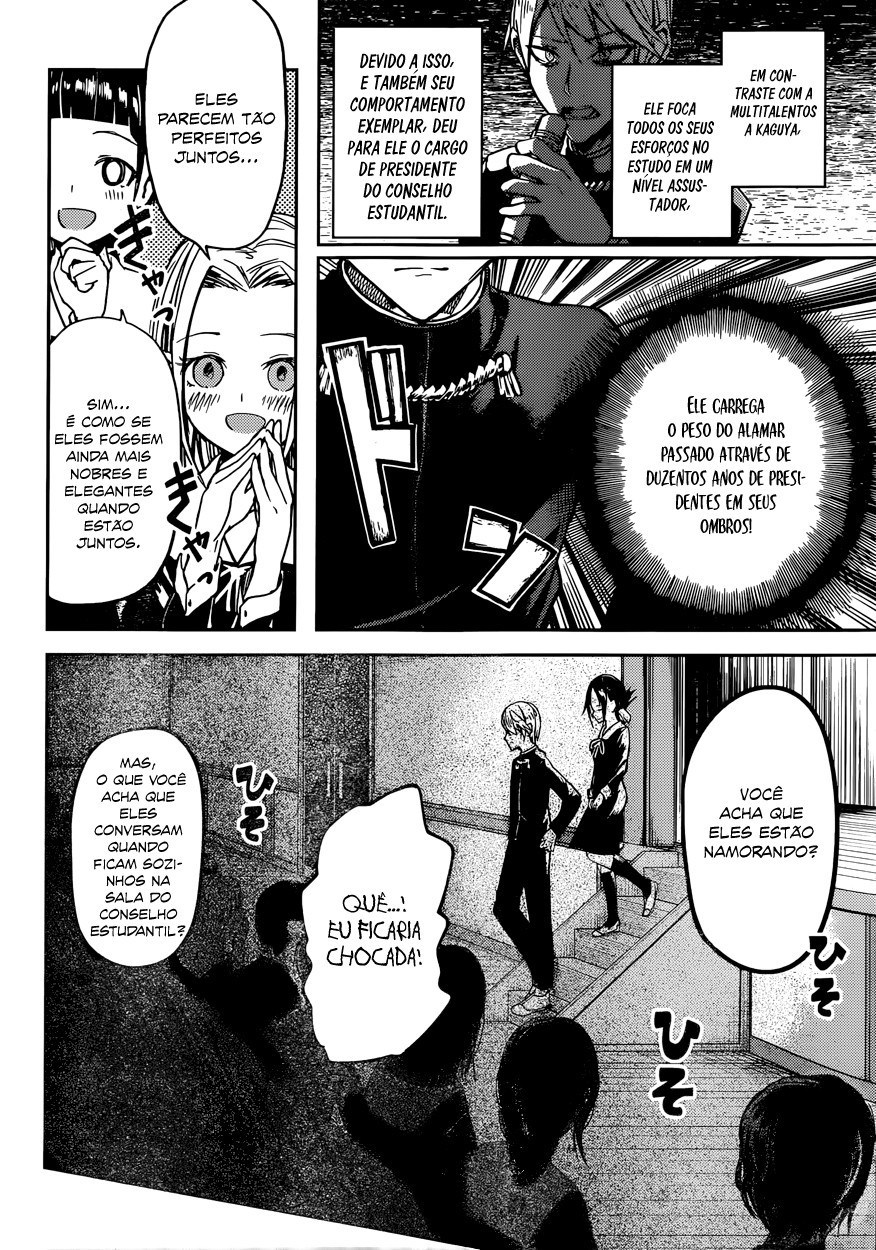 EM CON-
TRASTE COM A
MULTITALENTOS
A KAGUYA,
ELE FOCA
TODOS OS SEUS
ESFORÇOS NO
ESTUDO EM UM
NÍVEL ASSUS-
TADOR,
DEVIDO A ISSO,
E TAMBÉM SEU
COMPORTAMENTO
EXEMPLAR, DEU
PARA ELE O CARGO
DE PRESIDENTE
DO CONSELHO
ESTUDANTIL.
ELE CARREGA
O PESO DO ALAMAR
PASSADO ATRAVÉS DE
DUZENTOS ANOS DE PRESI-
DENTES EM SEUS
OMBROS!
ドン
ELES
PARECEM TÃO
PERFEITOS
JUNTOS...
きゃっ
SIM...
É COMO SE
ELES FOSSEM
AINDA MAIS
NOBRES E
ELEGANTES
QUANDO
ESTÃO
JUNTOS.
きゃっ
VOCÊ
ACHA QUE
ELES ESTÃO
NAMORANDO?
ひそ
ひそ
QUÊ...!
EU FICARIA
CHOCADA!
ひそ
MAS,
O QUE VOCÊ
ACHA QUE
ELES
CONVERSAM
QUANDO
FICAM SOZI-
NHOS NA
SALA DO
CONSELHO
ESTUDANTIL?